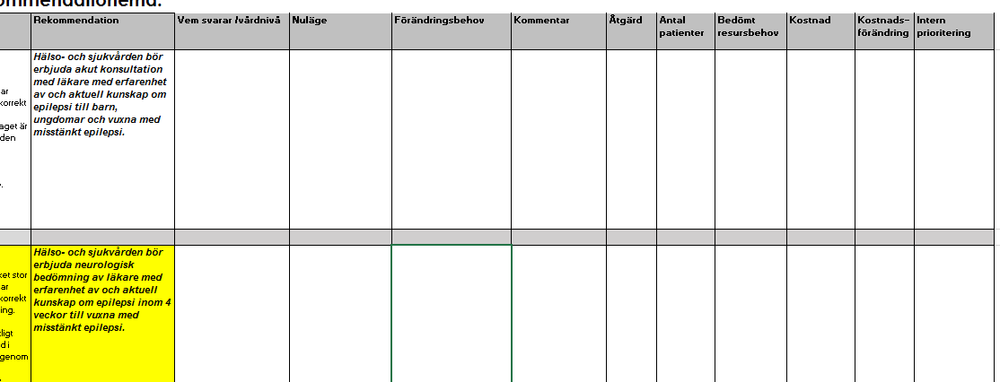 Rekommendation
Vem svarar /vårdnivå
Nuläge
Förändringsbehov
Kommentar
Åtgärd
Antal
patienter
Bedömt
resursbehov
Kostnad
Kostnads-
förändring
Intern
prioritering
ar
korrekt
aget är
den
Hälso- och sjukvården bör
erbjuda akut konsultation
med läkare med erfarenhet
av och aktuell kunskap om
epilepsi till barn,
ungdomar och vuxna med
misstänkt epilepsi.
ket stor
ar
korrekt
ing.
ligt
d i
genom
Hälso- och sjukvården bör
erbjuda neurologisk
bedömning av läkare med
erfarenhet av och aktuell
kunskap om epilepsi inom 4
veckor till vuxna med
misstänkt epilepsi.